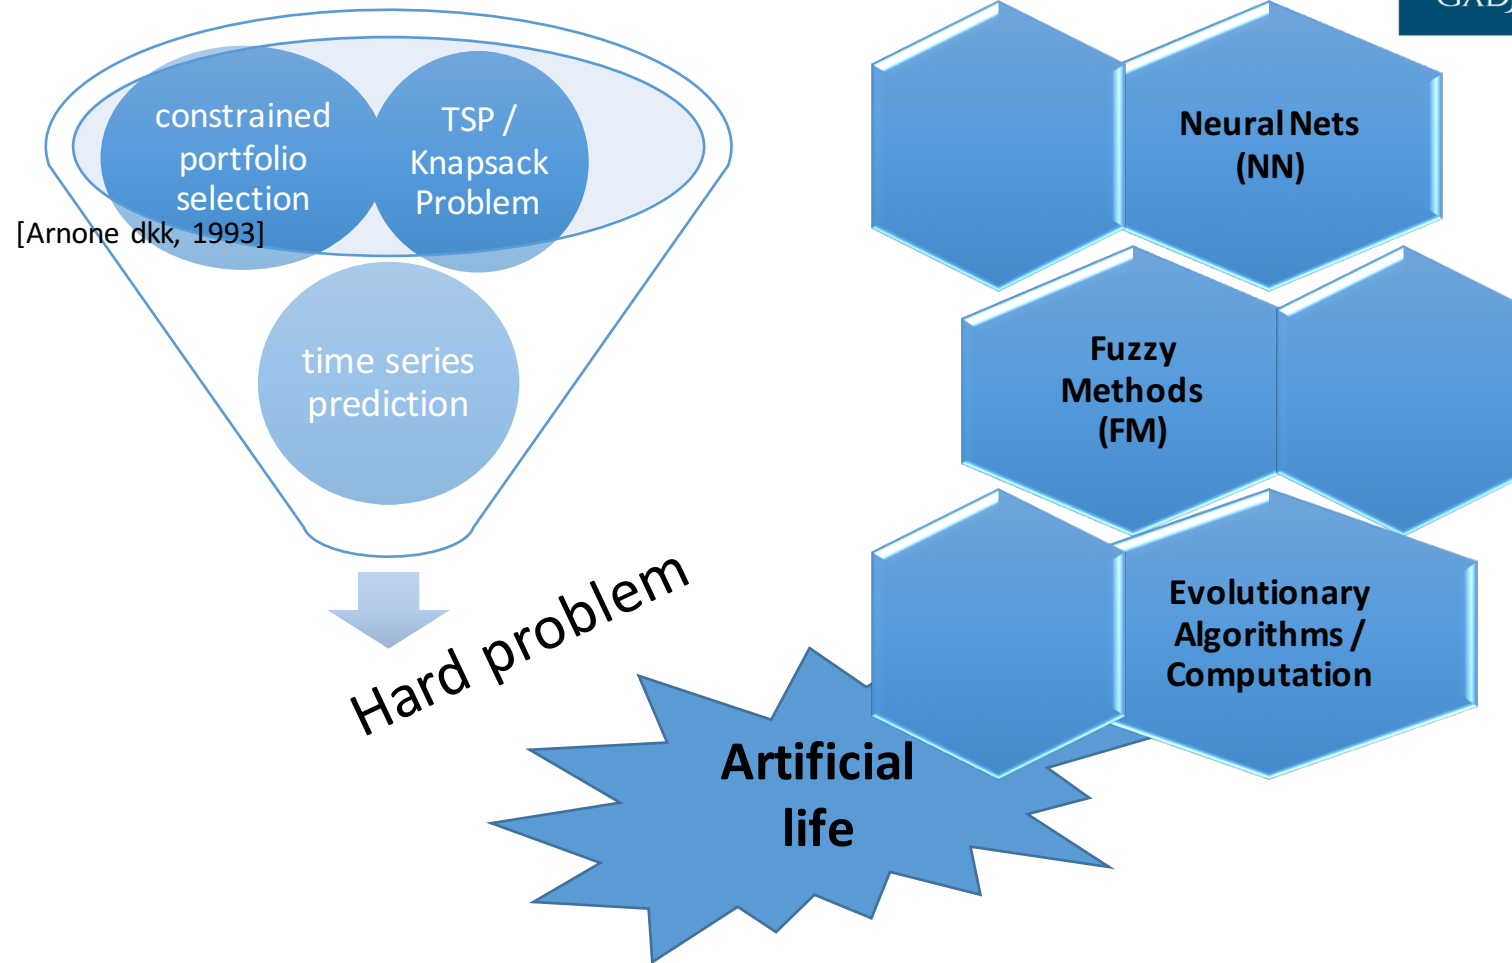 constrained
portfolio
selection
[Arnone dkk, 1993]
TSP /
Knapsack
Problem
time series
prediction
Hard problem
Neural Nets
(NN)
Fuzzy
Methods
(FM)
Evolutionary
Algorithms /
Computation
Artificial
life